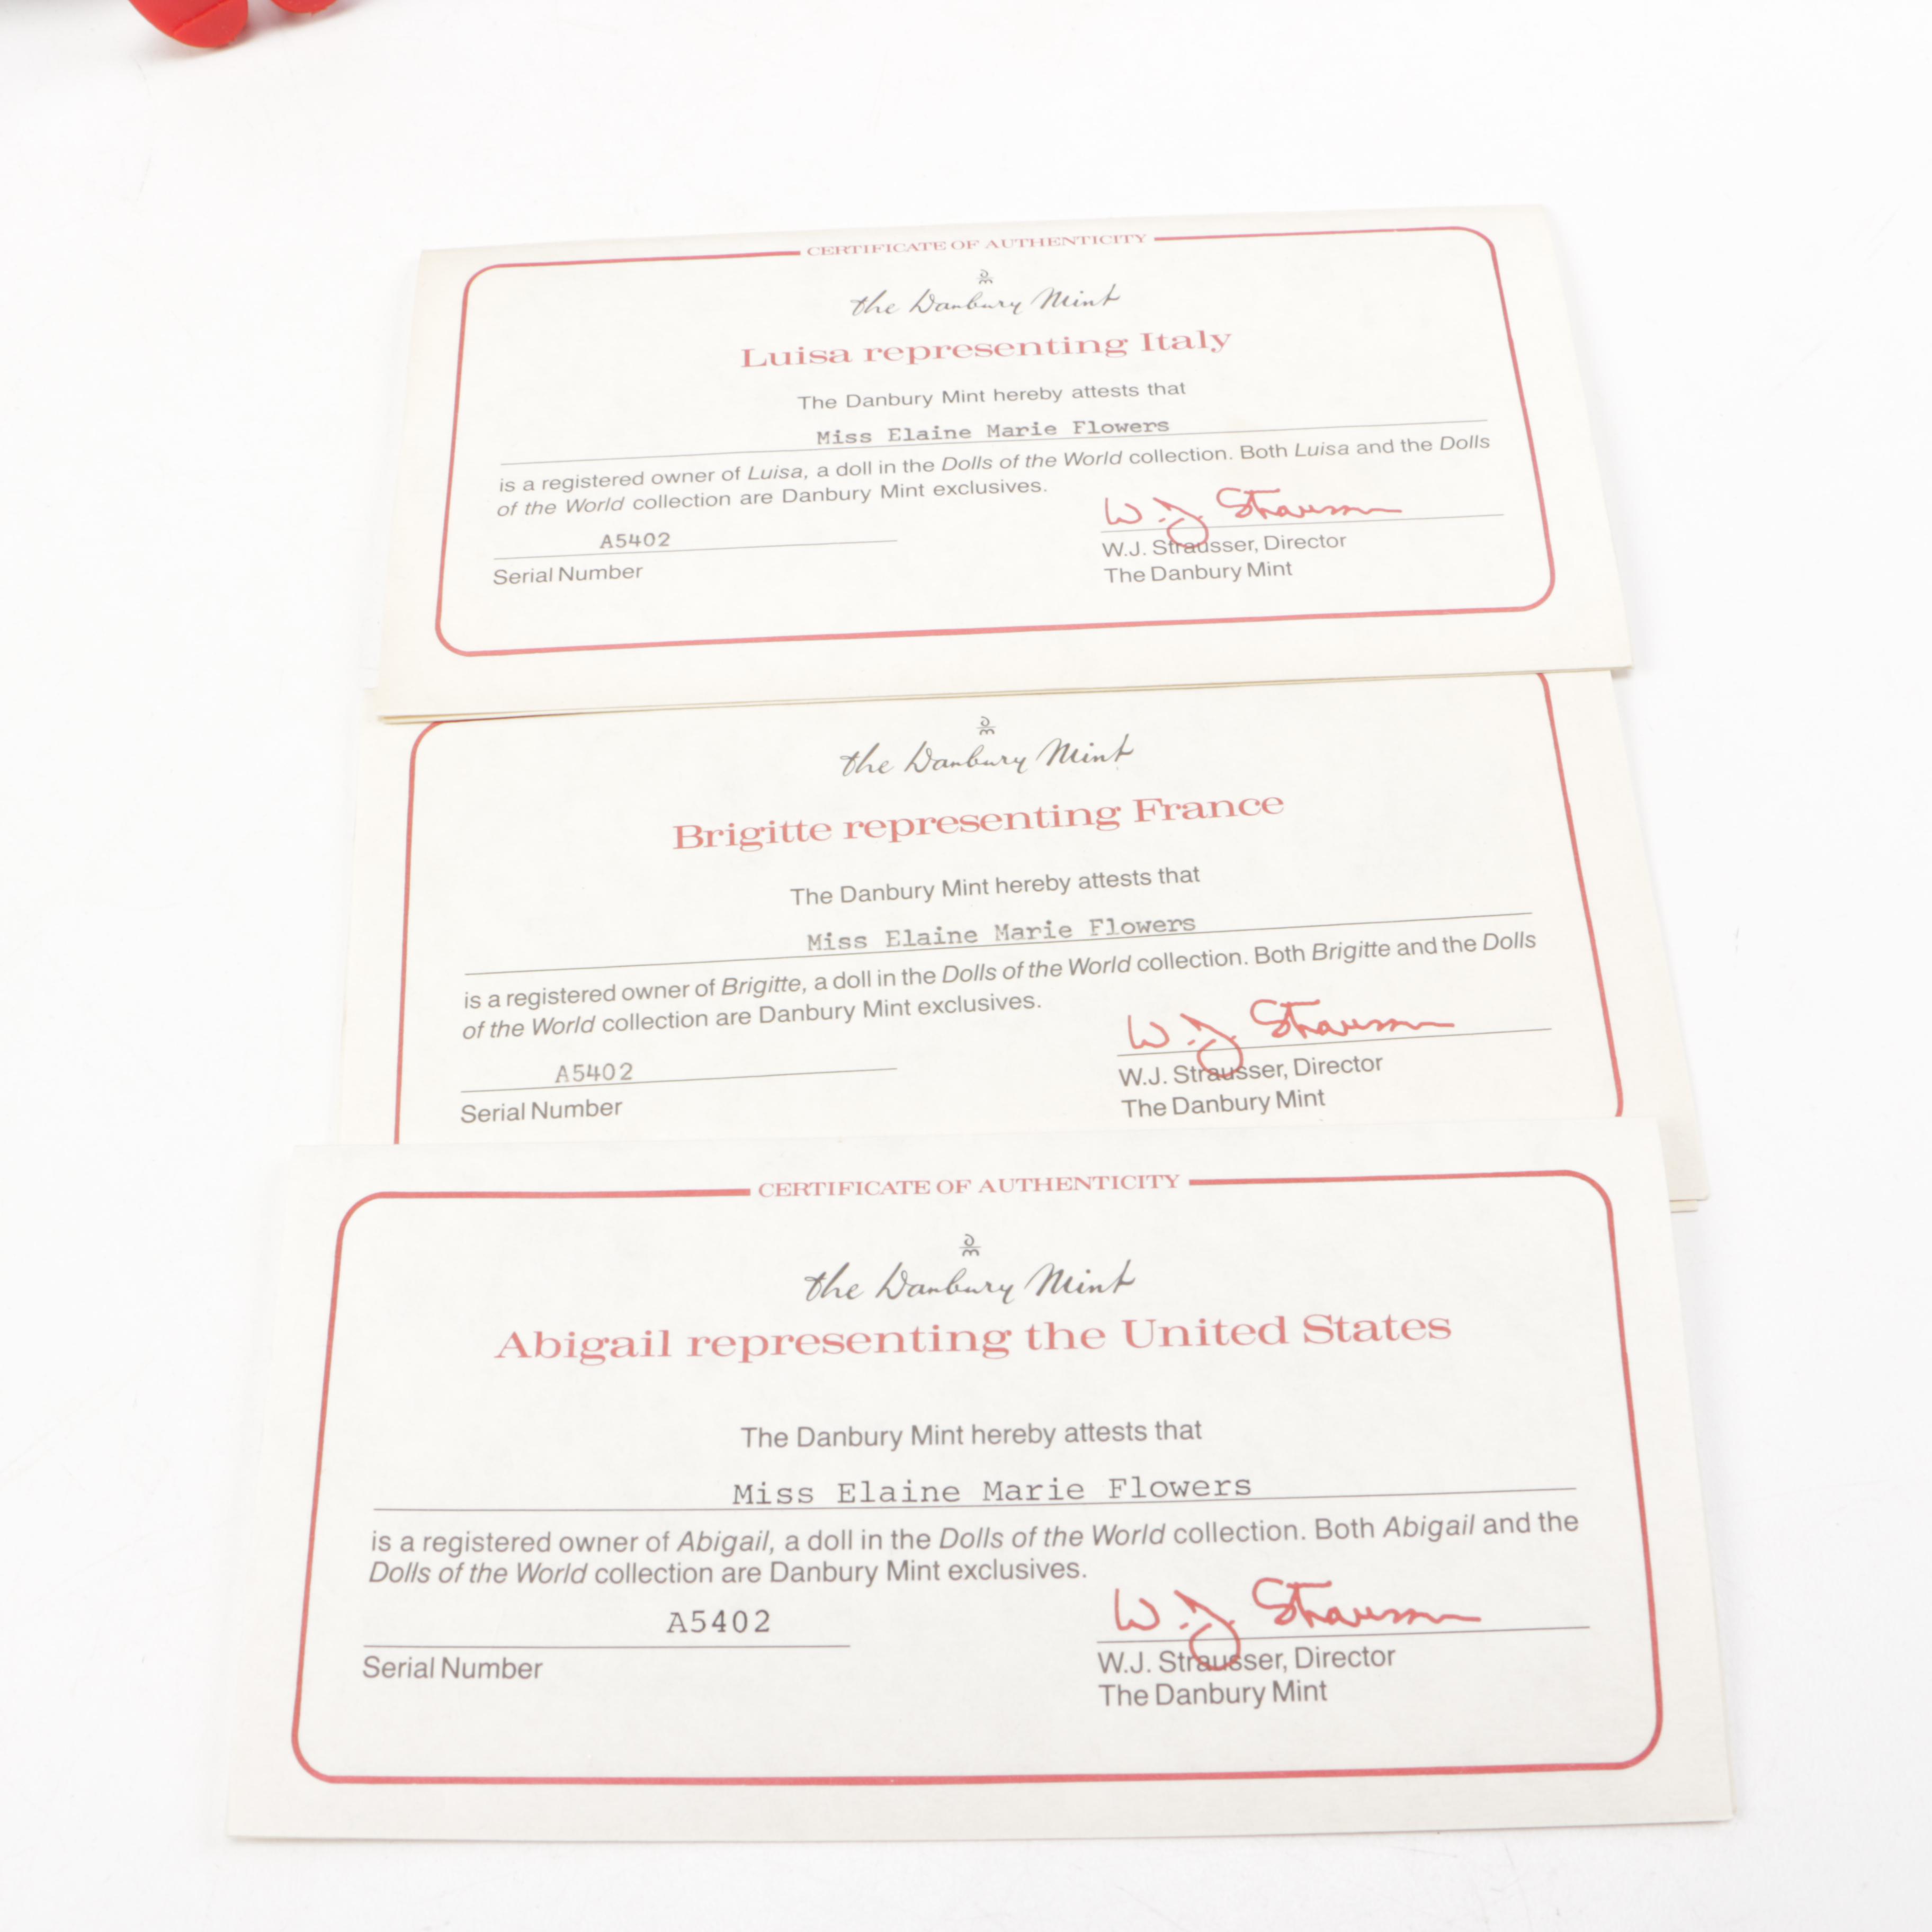 CERTIFICATE OF AUTHENTICITY
the Danbury Mint
Luisa representing Italy
The Danbury Mint hereby attests that
Miss Elaine Marie Flowers
is a registered owner of Luisa, a doll in the Dolls of the World collection. Both Luisa and the Dolls
of the World collection are Danbury Mint exclusives.
W.J. Strausser
A5402
W.J. Strausser, Director
Serial Number
The Danbury Mint
the Danbury Mint
Brigitte representing France
The Danbury Mint hereby attests that
Miss Elaine Marie Flowers
is a registered owner of Brigitte, a doll in the Dolls of the World collection. Both Brigitte and the Dolls
of the World collection are Danbury Mint exclusives.
W.J. Strausser
A5402
W.J. Strausser, Director
Serial Number
The Danbury Mint
CERTIFICATE OF AUTHENTICITY
the Danbury Mint
Abigail representing the United States
The Danbury Mint hereby attests that
Miss Elaine Marie Flowers
is a registered owner of Abigail, a doll in the Dolls of the World collection. Both Abigail and the
Dolls of the World collection are Danbury Mint exclusives.
W.J. Strausser
A5402
W.J. Strausser, Director
Serial Number
The Danbury Mint